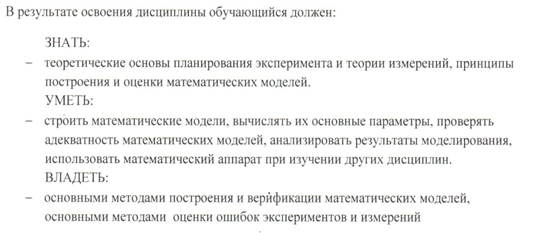 В результате освоения дисциплины обучающийся должен:
ЗНАТЬ:
– теоретические основы планирования эксперимента и теории измерений, принципы
построения и оценки математических моделей.
УМЕТЬ:
– строить математические модели, вычислять их основные параметры, проверять
адекватность математических моделей, анализировать результаты моделирования,
использовать математический аппарат при изучении других дисциплин.
ВЛАДЕТЬ:
– основными методами построения и верификации математических моделей,
основными методами оценки ошибок экспериментов и измерений